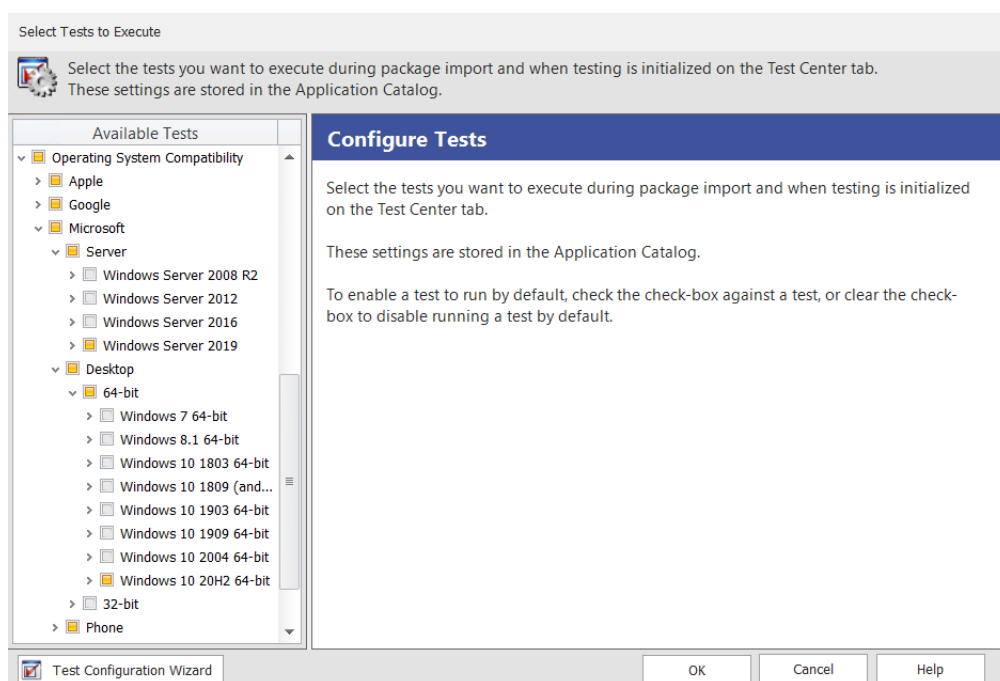 Select Tests to Execute
Select the tests you want to execute during package import and when testing is initialized on the Test Center tab.
These settings are stored in the Application Catalog.
Available Tests
Operating System Compatibility
Apple
Google
Microsoft
Server
Windows Server 2008 R2
Windows Server 2012
Windows Server 2016
Windows Server 2019
Desktop
64-bit
Windows 7 64-bit
Windows 8.1 64-bit
Windows 10 1803 64-bit
Windows 10 1809 (and...
Windows 10 1903 64-bit
Windows 10 1909 64-bit
Windows 10 2004 64-bit
Windows 10 20H2 64-bit
32-bit
Phone
Configure Tests
Select the tests you want to execute during package import and when testing is initialized
on the Test Center tab.
These settings are stored in the Application Catalog.
To enable a test to run by default, check the check-box against a test, or clear the check-
box to disable running a test by default.
Test Configuration Wizard
OK
Cancel
Help